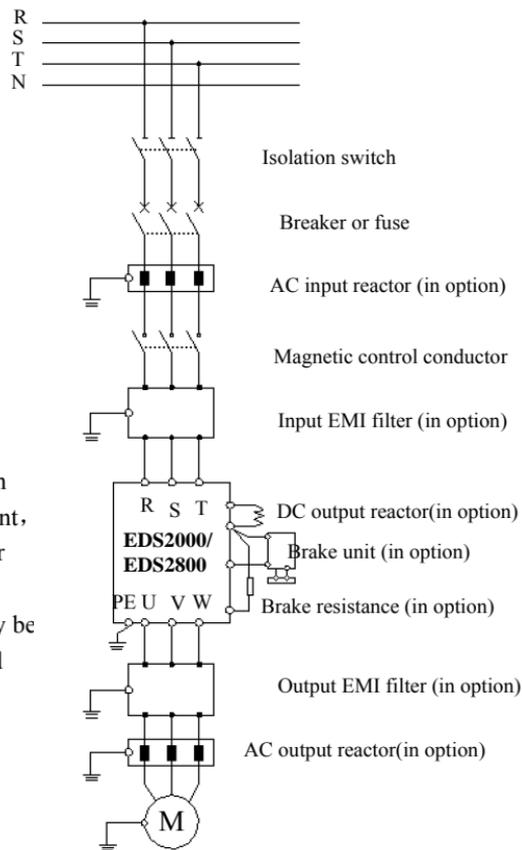 R
S
T
N
Isolation switch
Breaker or fuse
AC input reactor (in option)
Magnetic control conductor
Input EMI filter (in option)
R S T
DC output reactor(in option)
EDS2000/
EDS2800
Brake unit (in option)
PE U V W
Brake resistance (in option)
be
Output EMI filter (in option)
AC output reactor(in option)
M